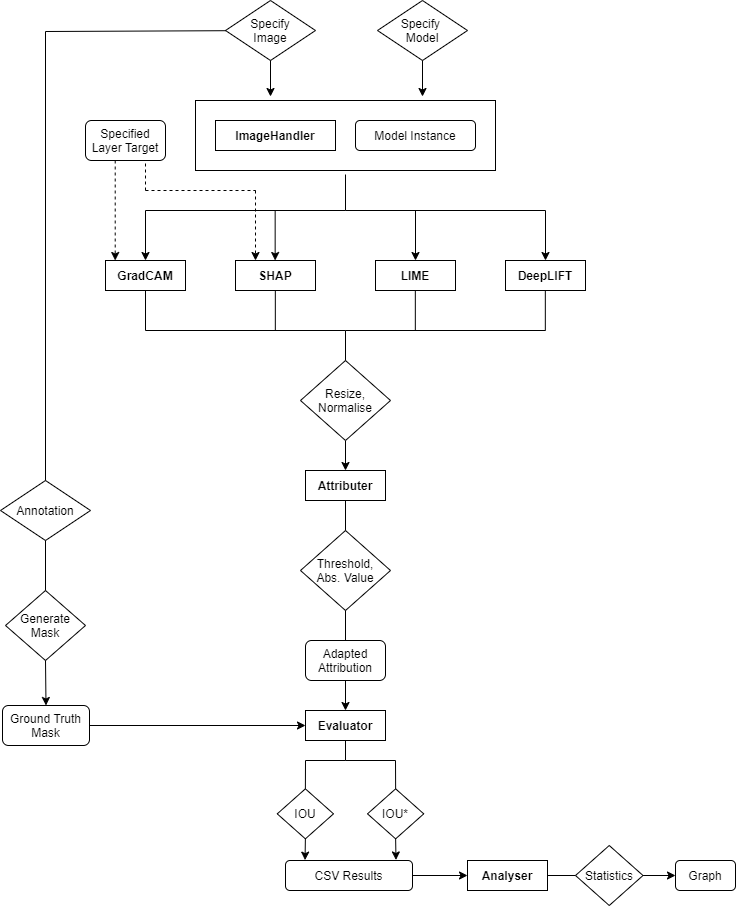 Specify
Image
Specify
Model
ImageHandler
Model Instance
Specified
Layer Target
GradCAM
SHAP
LIME
DeepLIFT
Resize,
Normalise
Attributer
Annotation
Threshold,
Abs. Value
Generate
Mask
Adapted
Attribution
Ground Truth
Mask
Evaluator
IOU
IOU*
CSV Results
Analyser
Statistics
Graph